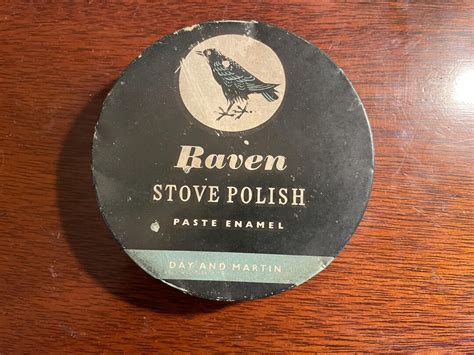 Raven
STOVE POLISH
PASTE ENAMEL
DAY AND MARTIN